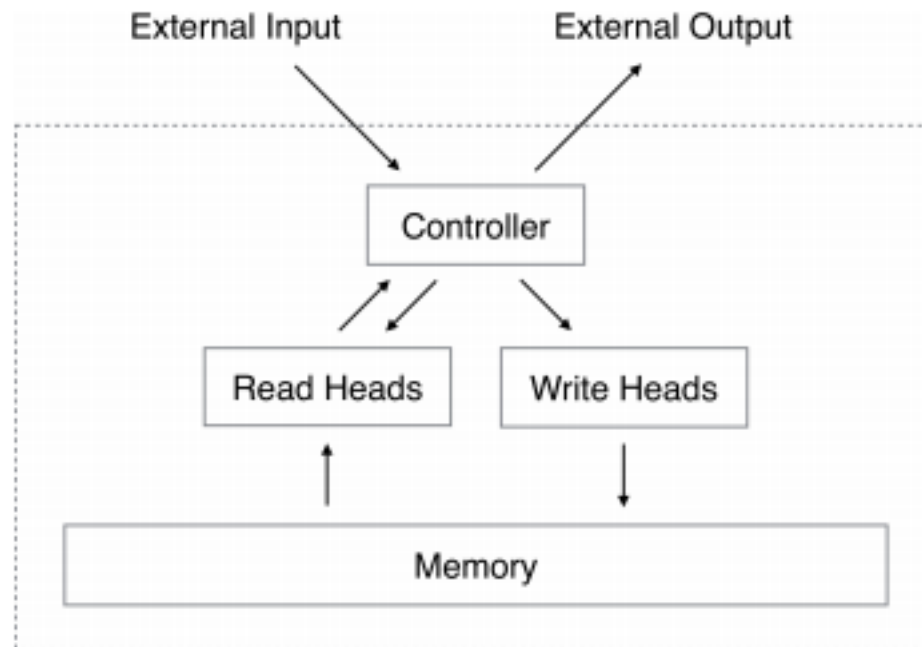 External Input
External Output
Controller
Read Heads
Write Heads
Memory